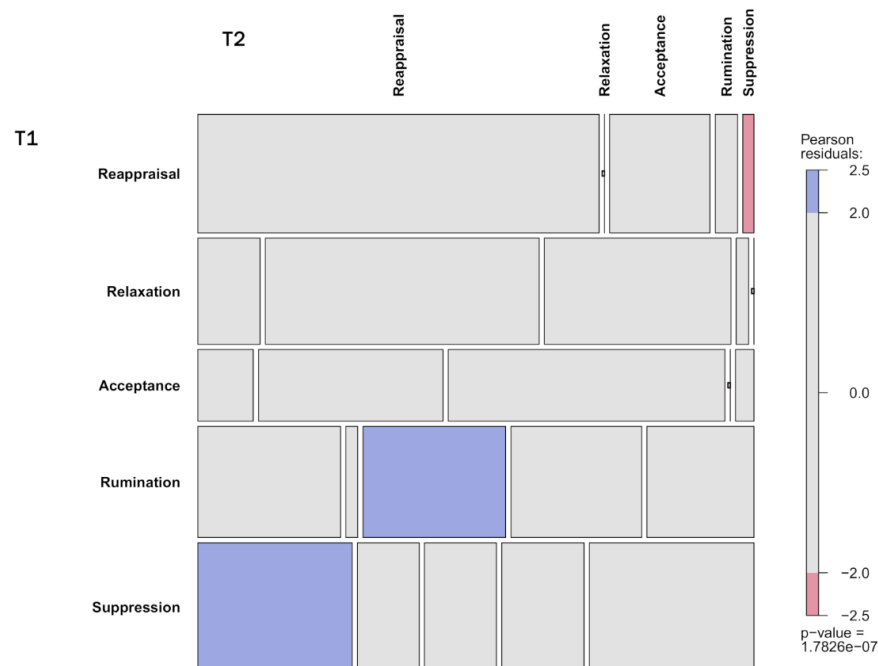 T2
Reappraisal
Relaxation
Acceptance
Rumination
Suppression
T1
Reappraisal
Relaxation
Acceptance
Rumination
Suppression
Pearson
residuals:
2.5
2.0
0.0
−2.0
−2.5
p−value =
1.7826e−07